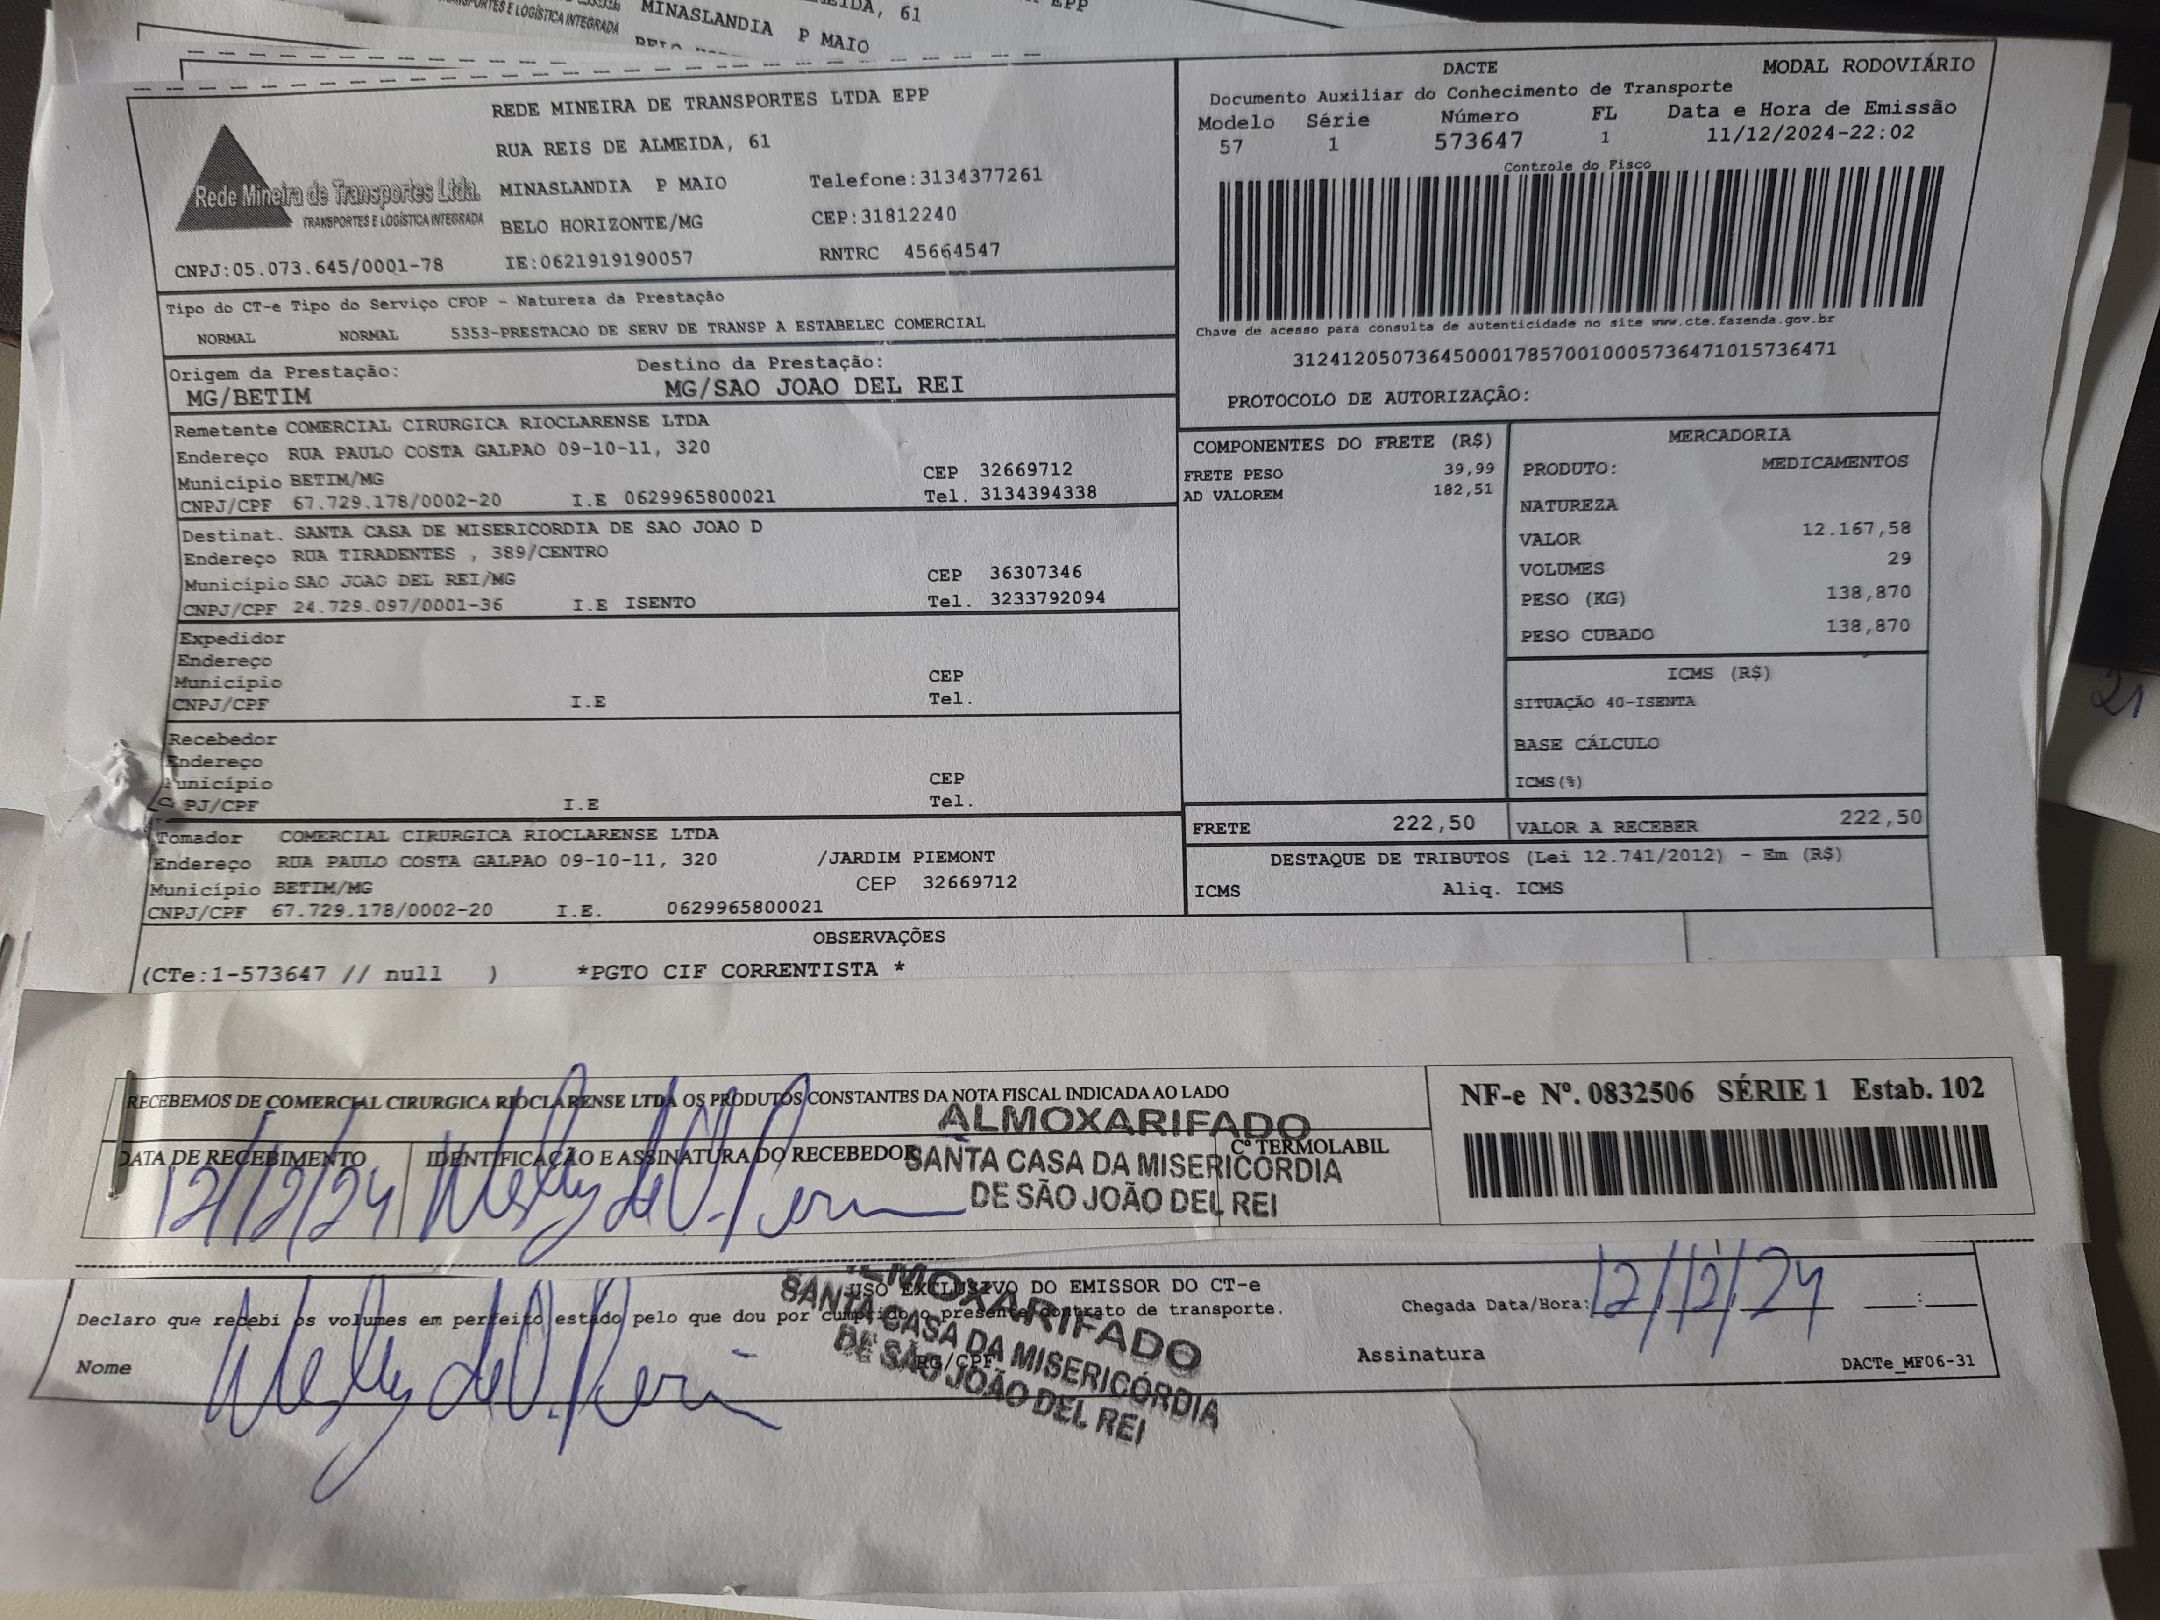 TRANSPORTES E LOGÍSTICA INTEGRADA
MINASLANDIA P MAIO
61
EPP
REDE MINEIRA DE TRANSPORTES LTDA EPP
RUA REIS DE ALMEIDA, 61
MINASLANDIA P MAIO Telefone:3134377261
BELO HORIZONTE/MG CEP:31812240
Rede Mineira de Transportes Ltda.
TRANSPORTES E LOGÍSTICA INTEGRADA
CNPJ:05.073.645/0001-78 IE:0621919190057 RNTRC 45664547
DACTE MODAL RODOVIÁRIO
Documento Auxiliar do Conhecimento de Transporte
Modelo Série Número FL Data e Hora de Emissão
57 1 573647 1 11/12/2024-22:02
Controle do Fisco
Chave de acesso para consulta de autenticidade no site www.cte.fazenda.gov.br
31241205073645000178570010005736471015736471
PROTOCOLO DE AUTORIZAÇÂO:
Tipo do CT-e Tipo do Serviço CFOP - Natureza da Prestação
NORMAL NORMAL 5353-PRESTACAO DE SERV DE TRANSP A ESTABELEC COMERCIAL
Origem da Prestação: Destino da Prestação:
MG/BETIM MG/SAO JOAO DEL REI
Remetente COMERCIAL CIRURGICA RIOCLARENSE LTDA
Endereço RUA PAULO COSTA GALPAO 09-10-11, 320
Município BETIM/MG CEP 32669712
CNPJ/CPF 67.729.178/0002-20 I.E 0629965800021 Tel. 3134394338
Destinat. SANTA CASA DE MISERICORDIA DE SAO JOAO D
Endereço RUA TIRADENTES , 389/CENTRO
Município SAO JOAO DEL REI/MG CEP 36307346
CNPJ/CPF 24.729.097/0001-36 I.E ISENTO Tel. 3233792094
Expedidor
Endereço
Município CEP
CNPJ/CPF I.E Tel.
Recebedor
Endereço
unicípio CEP
PJ/CPF I.E Tel.
Tomador COMERCIAL CIRURGICA RIOCLARENSE LTDA
Endereço RUA PAULO COSTA GALPAO 09-10-11, 320 /JARDIM PIEMONT
Município BETIM/MG CEP 32669712
CNPJ/CPF 67.729.178/0002-20 I.E. 0629965800021
COMPONENTES DO FRETE (R$)
FRETE PESO 39,99
AD VALOREM 182,51
MERCADORIA
PRODUTO: MEDICAMENTOS
NATUREZA
VALOR 12.167,58
VOLUMES 29
PESO (KG) 138,870
PESO CUBADO 138,870
ICMS (R$)
SITUAÇÃO 40-ISENTA
BASE CÁLCULO
ICMS(%)
FRETE 222,50 VALOR A RECEBER 222,50
DESTAQUE DE TRIBUTOS (Lei 12.741/2012) - Em (R$)
ICMS Aliq. ICMS
OBSERVAÇÕES
(CTe:1-573647 // null ) *PGTO CIF CORRENTISTA *
RECEBEMOS DE COMERCIAL CIRURGICA RIOCLARENSE LTDA OS PRODUTOS CONSTANTES DA NOTA FISCAL INDICADA AO LADO
NF-e Nº. 0832506 SÉRIE 1 Estab. 102
DATA DE RECEBIMENTO IDENTIFICAÇÃO E ASSINATURA DO RECEBEDOR Cº TERMOLABIL
12/12/24
ALMOXARIFADO
SANTA CASA DA MISERICÓRDIA
DE SÃO JOÃO DEL REI
USO EXCLUSIVO DO EMISSOR DO CT-e
Declaro que recebi os volumes em perfeito estado pelo que dou por cumprido o presente contrato de transporte.
Chegada Data/Hora: 12/12/24 __:__
Nome RG/CPF Assinatura DACTe_MF06-31
ALMOXARIFADO
SANTA CASA DA MISERICÓRDIA
DE SÃO JOÃO DEL REI
21